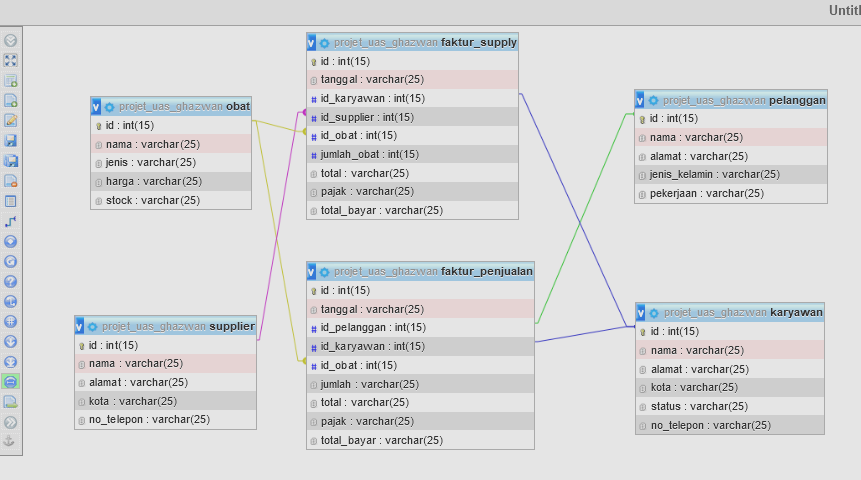 Untitl
projet_uas_ghazwan faktur_supply
id : int(15)
tanggal : varchar(25)
id_karyawan : int(15)
id_supplier : int(15)
id_obat : int(15)
jumlah_obat : int(15)
total : varchar(25)
pajak : varchar(25)
total_bayar : varchar(25)
projet_uas_ghazwan obat
id : int(15)
nama : varchar(25)
jenis : varchar(25)
harga : varchar(25)
stock : varchar(25)
projet_uas_ghazwan pelanggan
id : int(15)
nama : varchar(25)
alamat : varchar(25)
jenis_kelamin : varchar(25)
pekerjaan : varchar(25)
projet_uas_ghazwan faktur_penjualan
id : int(15)
tanggal : varchar(25)
id_pelanggan : int(15)
id_karyawan : int(15)
id_obat : int(15)
jumlah : varchar(25)
total : varchar(25)
pajak : varchar(25)
total_bayar : varchar(25)
projet_uas_ghazwan supplier
id : int(15)
nama : varchar(25)
alamat : varchar(25)
kota : varchar(25)
no_telepon : varchar(25)
projet_uas_ghazwan karyawan
id : int(15)
nama : varchar(25)
alamat : varchar(25)
kota : varchar(25)
status : varchar(25)
no_telepon : varchar(25)